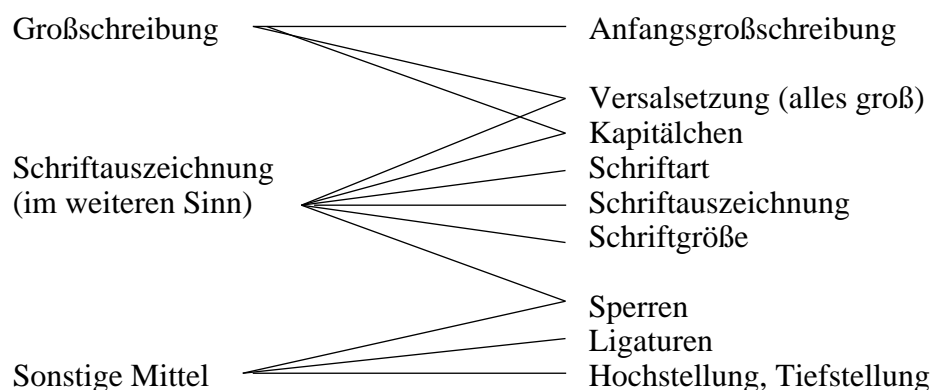 Großschreibung
Anfangsgroßschreibung
Versalsetzung (alles groß)
Kapitälchen
Schriftauszeichnung
(im weiteren Sinn)
Schriftart
Schriftauszeichnung
Schriftgröße
Sperren
Ligaturen
Sonstige Mittel
Hochstellung, Tiefstellung